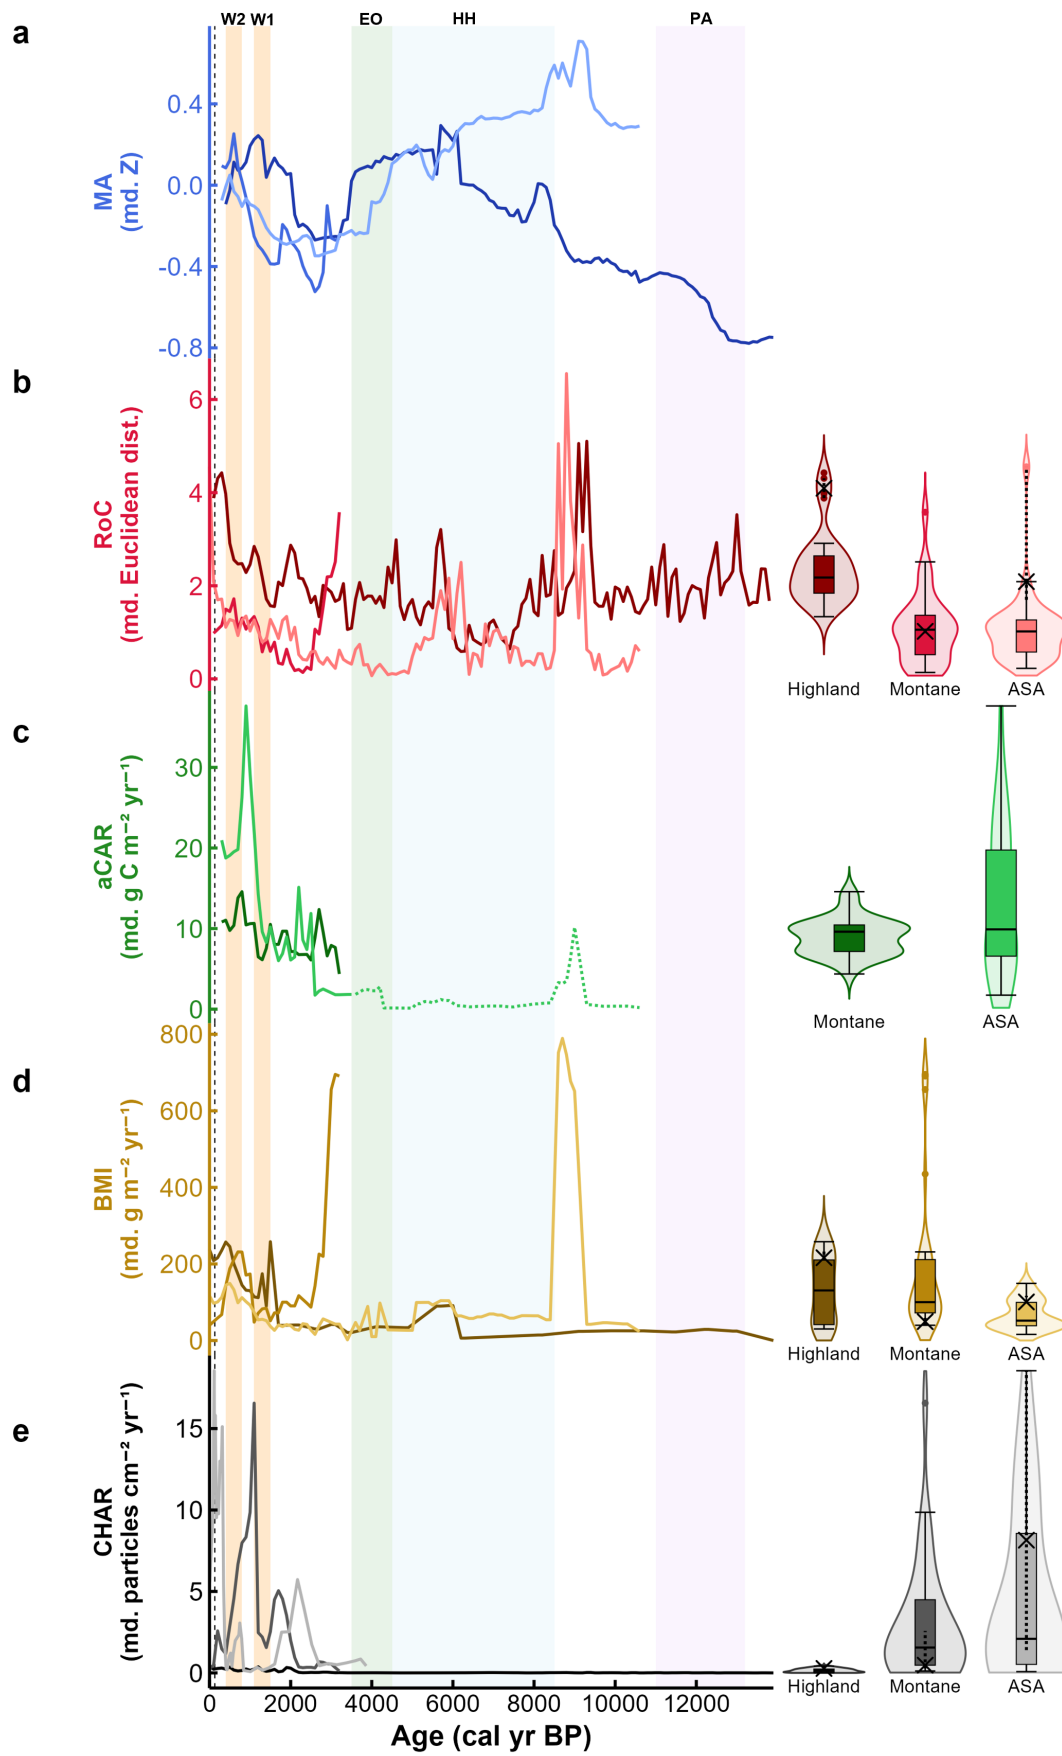 W2 W1 EO HH PA
a
MA
(md. Z)
0.4
0.0
-0.4
-0.8
b
RoC
(md. Euclidean dist.)
6
4
2
0
Highland Montane ASA
c
aCAR
(md. g C m⁻² yr⁻¹)
30
20
10
0
Montane ASA
d
BMI
(md. g m⁻² yr⁻¹)
800
600
400
200
0
Highland Montane ASA
e
CHAR
(md. particles cm⁻² yr⁻¹)
15
10
5
0
Highland Montane ASA
0 2000 4000 6000 8000 10000 12000
Age (cal yr BP)